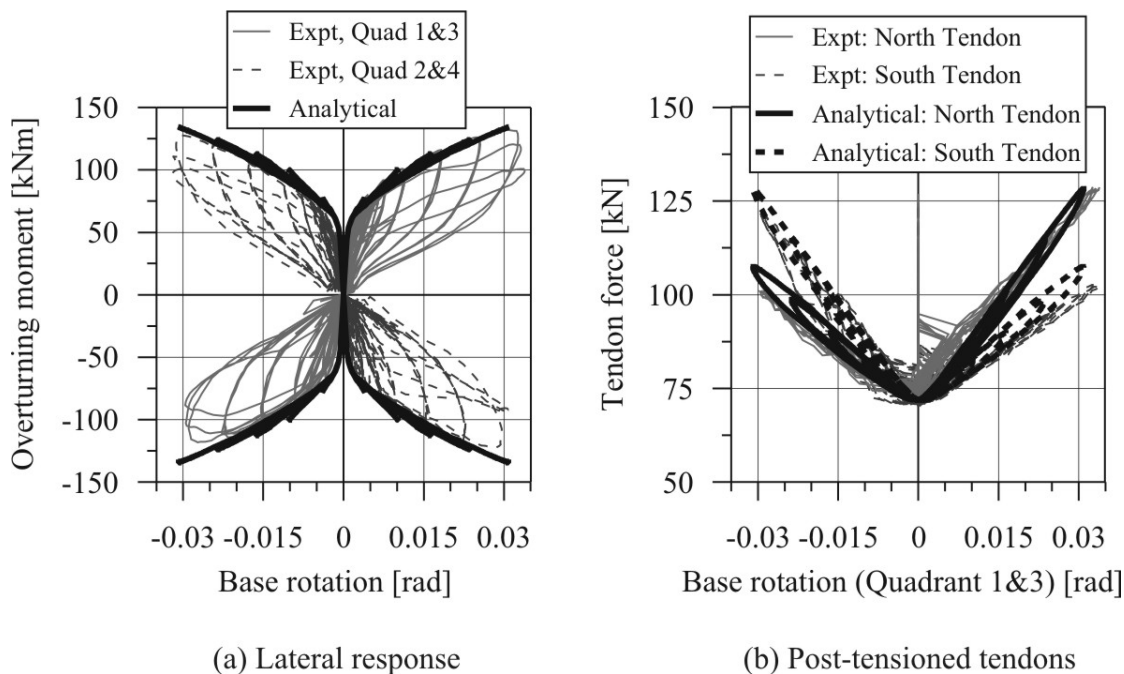 Expt, Quad 1&3
Expt, Quad 2&4
Analytical
150
100
50
0
-50
-100
-150
Overturning moment [kNm]
-0.03 -0.015 0 0.015 0.03
Base rotation [rad]
(a) Lateral response
Expt: North Tendon
Expt: South Tendon
Analytical: North Tendon
Analytical: South Tendon
150
125
100
75
50
Tendon force [kN]
-0.03 -0.015 0 0.015 0.03
Base rotation (Quadrant 1&3) [rad]
(b) Post-tensioned tendons